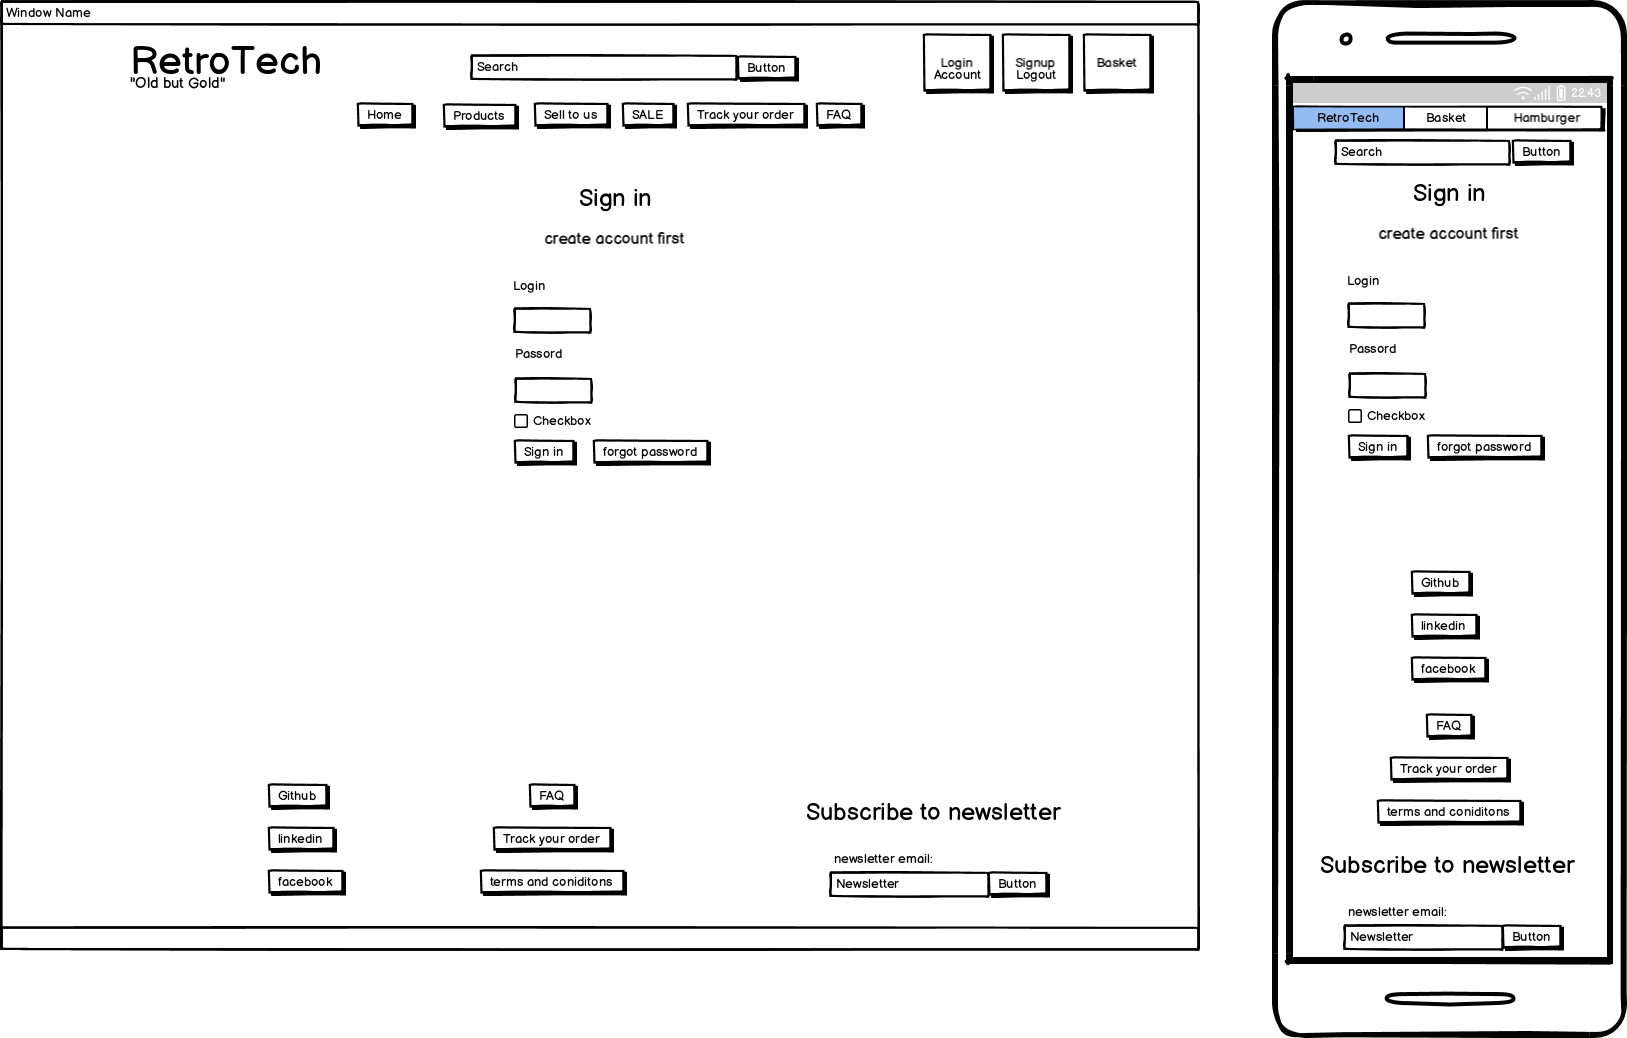 Window Name
RetroTech
"Old but Gold"
Search
Button
Login
Account
Signup
Logout
Basket
Home
Products
Sell to us
SALE
Track your order
FAQ
Sign in
create account first
Login
Passord
Checkbox
Sign in
forgot password
Github
linkedin
facebook
FAQ
Track your order
terms and coniditons
Subscribe to newsletter
newsletter email:
Newsletter
Button
22:43
RetroTech
Basket
Hamburger
Search
Button
Sign in
create account first
Login
Passord
Checkbox
Sign in
forgot password
Github
linkedin
facebook
FAQ
Track your order
terms and coniditons
Subscribe to newsletter
newsletter email:
Newsletter
Button